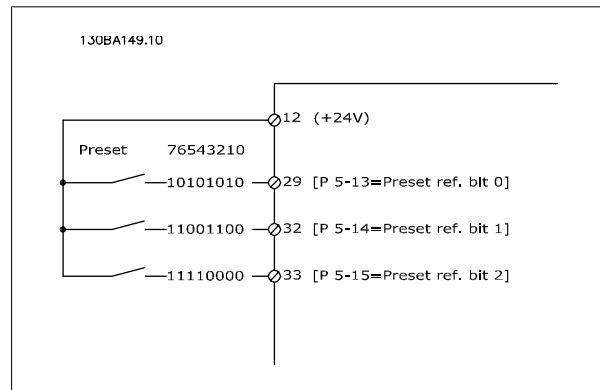 130BA149.10
12 (+24V)
Preset 76543210
10101010 29 [P 5-13=Preset ref. bit 0]
11001100 32 [P 5-14=Preset ref. bit 1]
11110000 33 [P 5-15=Preset ref. bit 2]